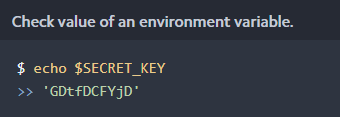 Check value of an environment variable.
$ echo $SECRET_KEY
>> 'GDtfDCFYjD'